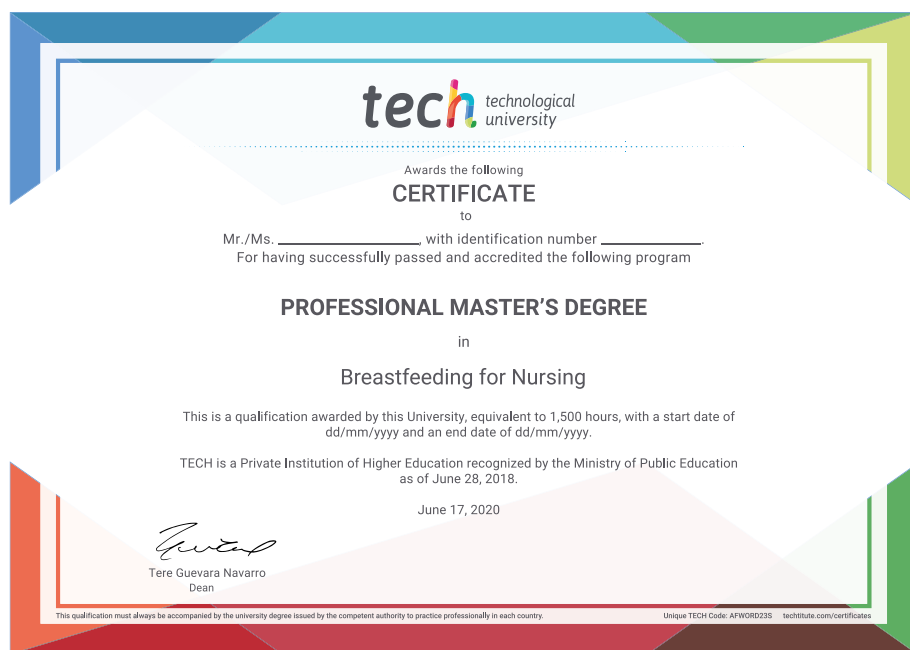 tech technological
university
Awards the following
CERTIFICATE
to
Mr./Ms. ____________________, with identification number ______________.
For having successfully passed and accredited the following program
PROFESSIONAL MASTER'S DEGREE
in
Breastfeeding for Nursing
This is a qualification awarded by this University, equivalent to 1,500 hours, with a start date of
dd/mm/yyyy and an end date of dd/mm/yyyy.
TECH is a Private Institution of Higher Education recognized by the Ministry of Public Education
as of June 28, 2018.
June 17, 2020
Tere Guevara Navarro
Dean
This qualification must always be accompanied by the university degree issued by the competent authority to practice professionally in each country. Unique TECH Code: AFWORD23S techtitute.com/certificates